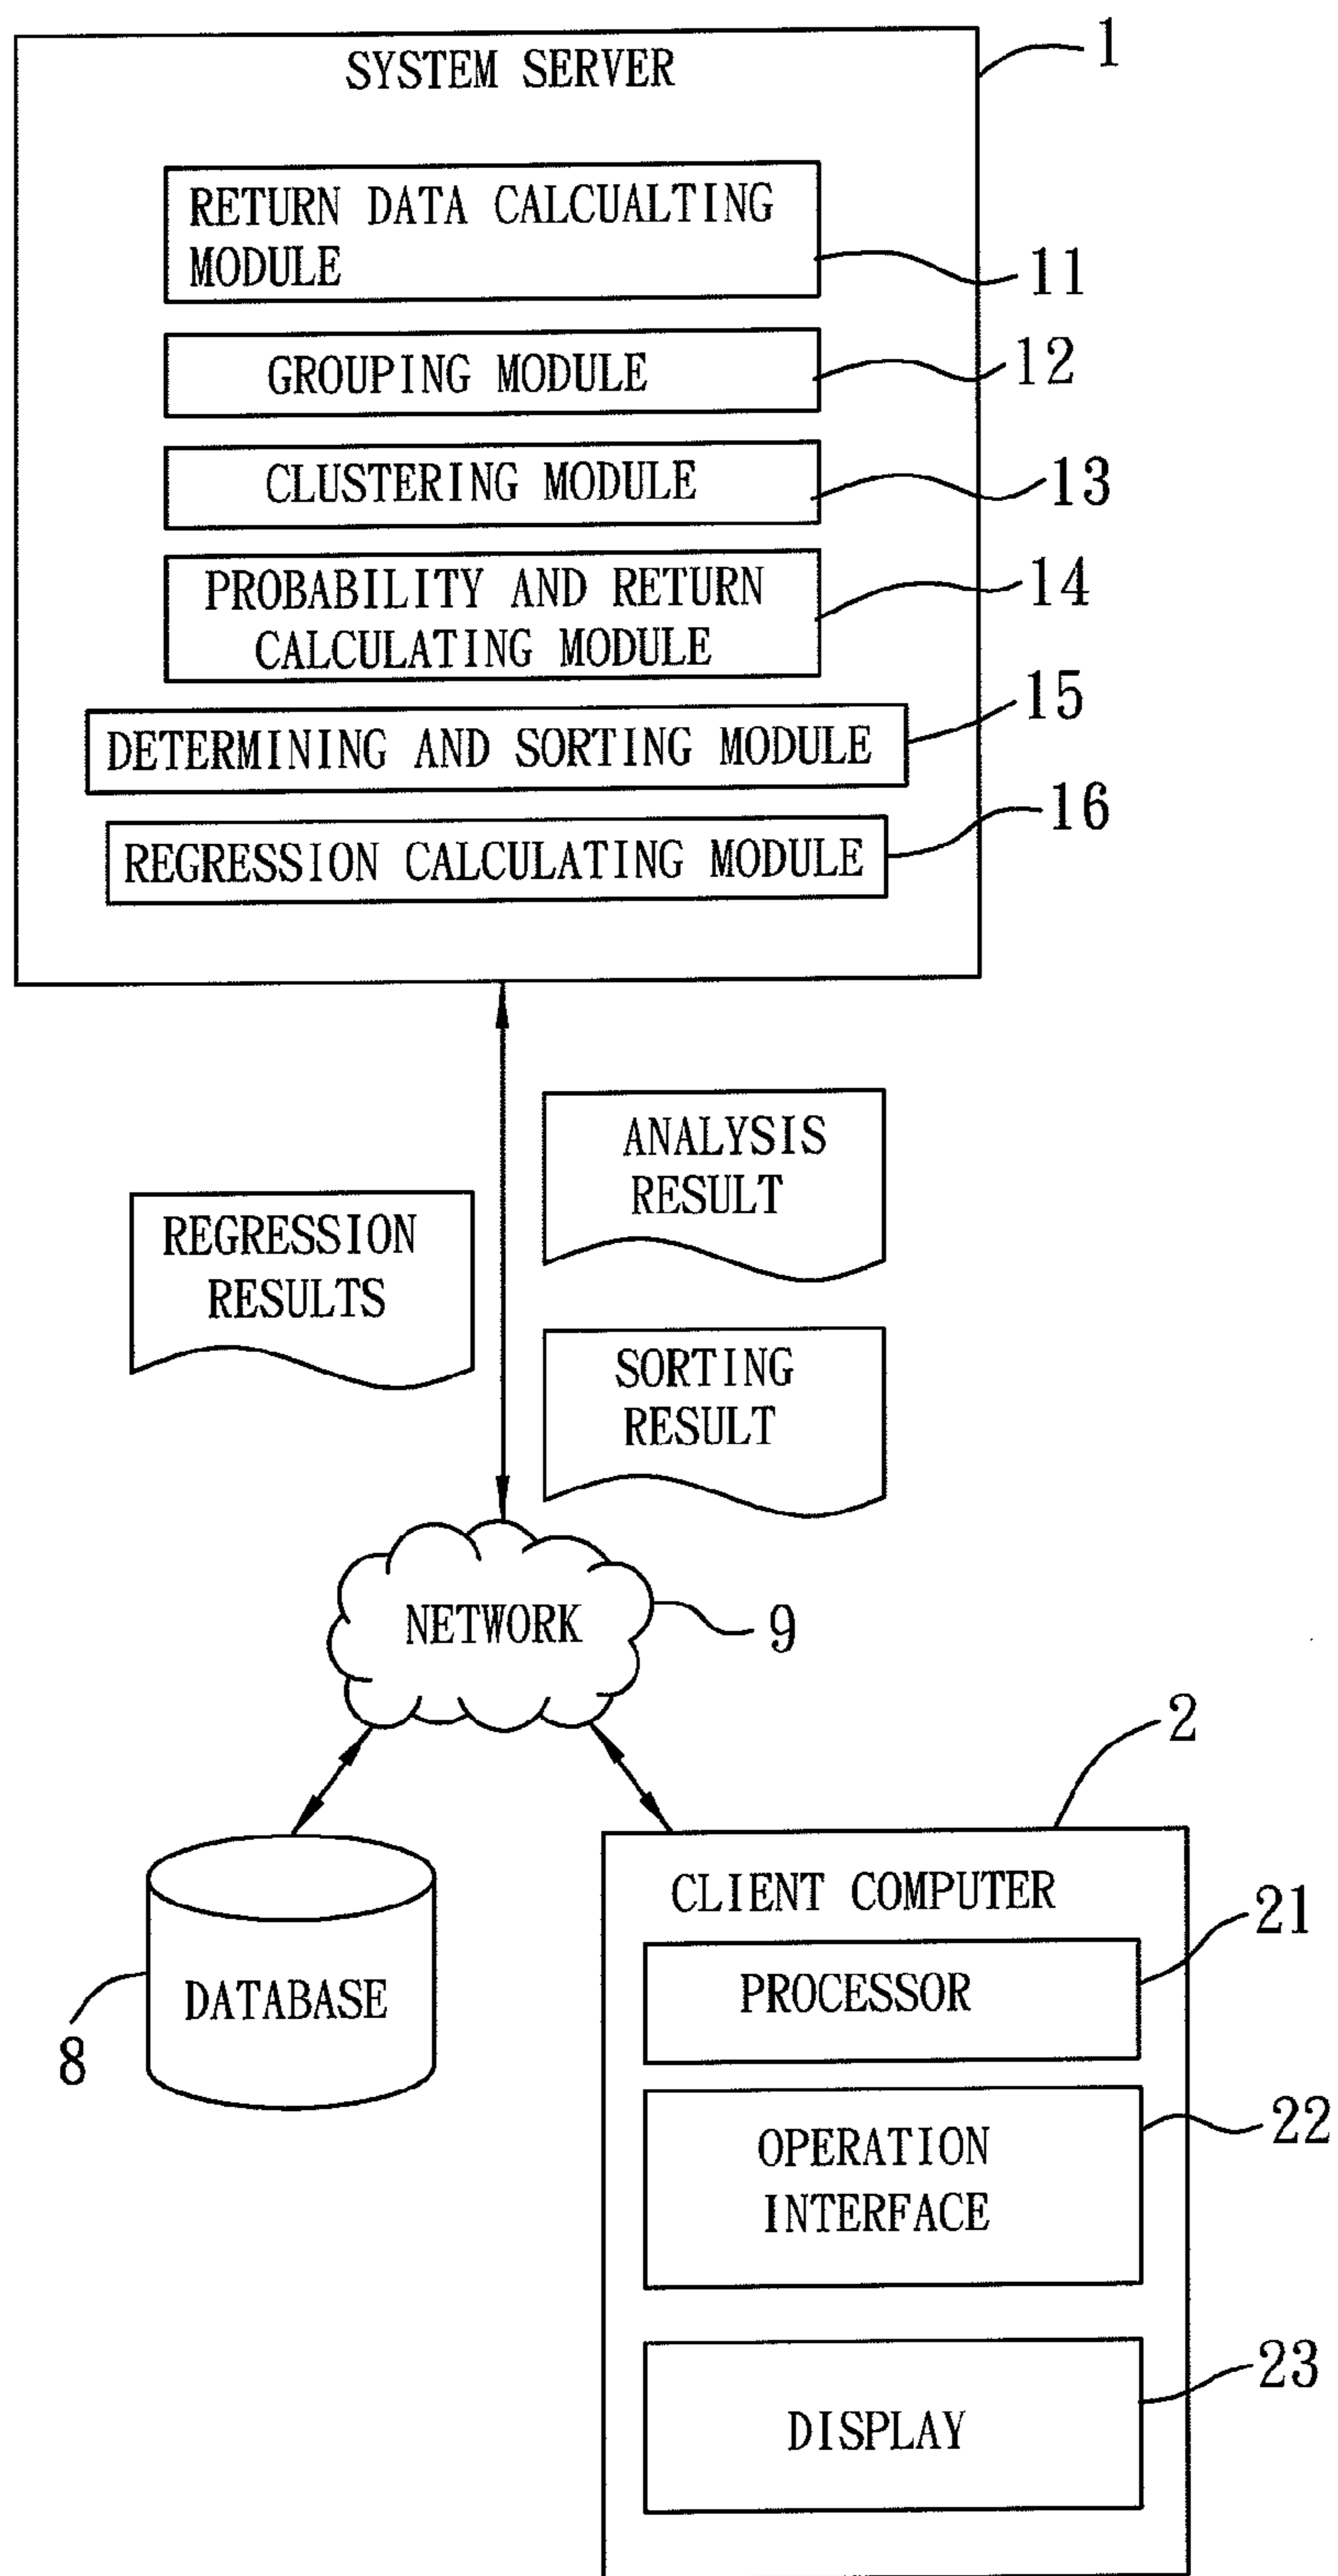 SYSTEM SERVER
1
RETURN DATA CALCUALTING
MODULE
11
GROUPING MODULE
12
CLUSTERING MODULE
13
PROBABILITY AND RETURN
CALCULATING MODULE
14
DETERMINING AND SORTING MODULE
15
REGRESSION CALCULATING MODULE
16
ANALYSIS
RESULT
REGRESSION
RESULTS
SORTING
RESULT
NETWORK
9
2
CLIENT COMPUTER
PROCESSOR
21
DATABASE
8
OPERATION
INTERFACE
22
DISPLAY
23